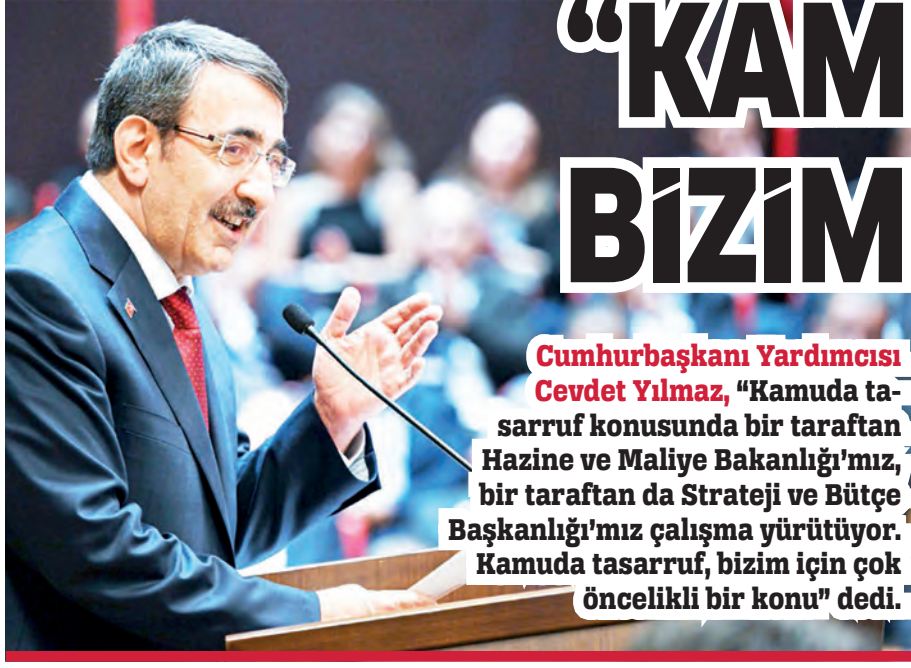 “KAM
BİZİM
Cumhurbaşkanı Yardımcısı
Cevdet Yılmaz, “Kamuda ta-
sarruf konusunda bir taraftan
Hazine ve Maliye Bakanlığı’mız,
bir taraftan da Strateji ve Bütçe
Başkanlığı’mız çalışma yürütüyor.
Kamuda tasarruf, bizim için çok
öncelikli bir konu” dedi.